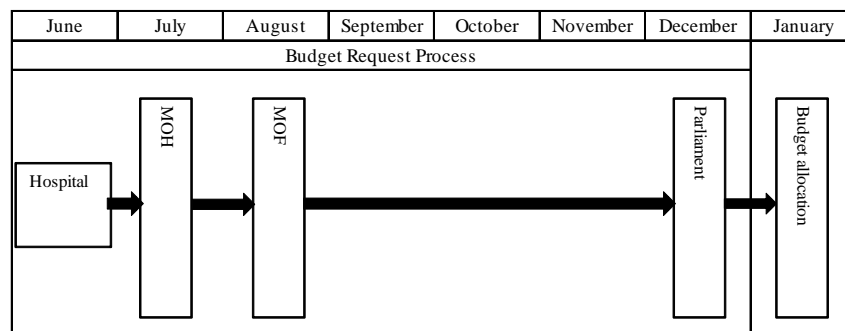 June July August September October November December January
Budget Request Process
Hospital
MOH
MOF
Parliament
Budget allocation